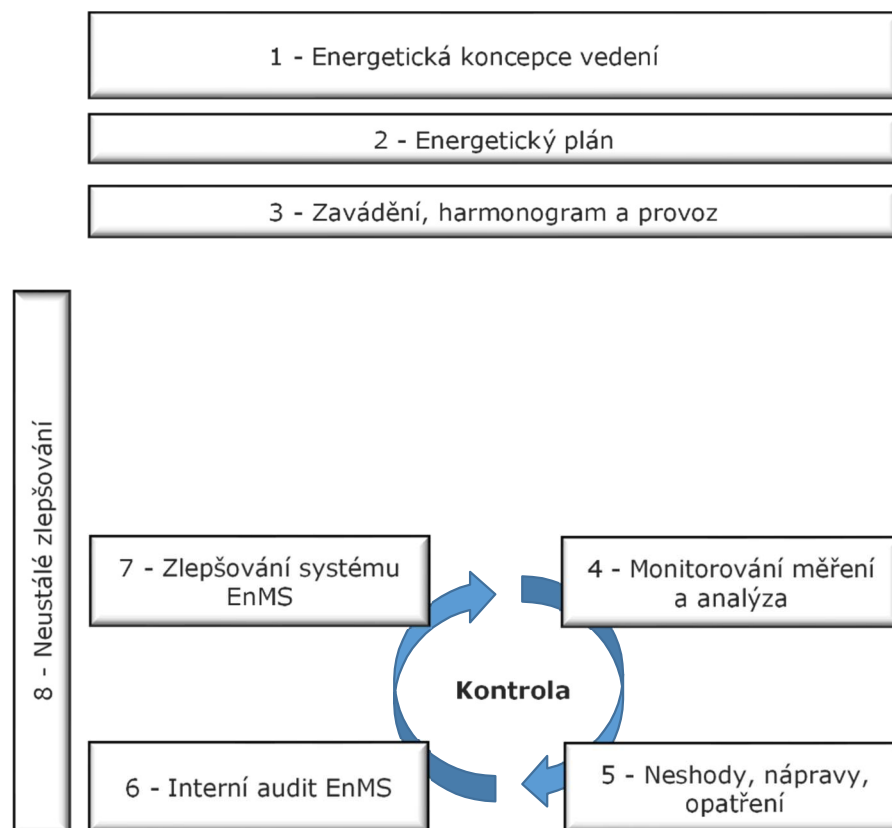 1 - Energetická koncepce vedení
2 - Energetický plán
3 - Zavádění, harmonogram a provoz
8 - Neustálé zlepšování
7 - Zlepšování systému
EnMS
4 - Monitorování měření
a analýza
Kontrola
6 - Interní audit EnMS
5 - Neshody, nápravy,
opatření